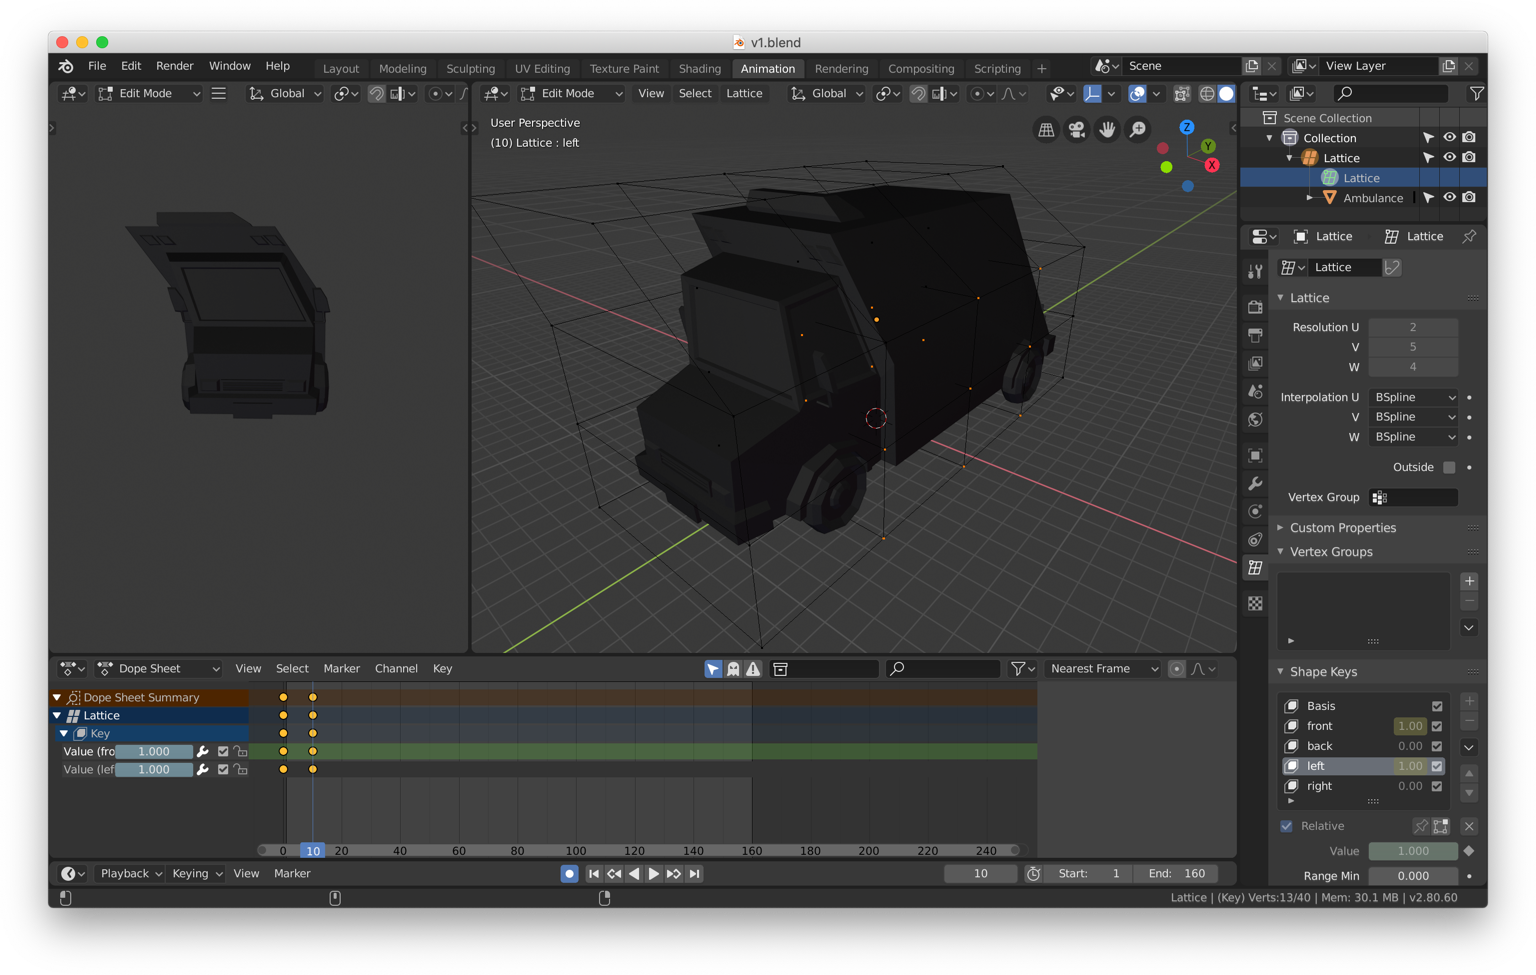 v1.blend
File Edit Render Window Help Layout Modeling Sculpting UV Editing Texture Paint Shading Animation Rendering Compositing Scripting + Scene View Layer
Edit Mode Global
Edit Mode View Select Lattice Global
User Perspective
(10) Lattice : left
Z
Y
X
Scene Collection
Collection
Lattice
Lattice
Ambulance
Lattice Lattice
Lattice
Lattice
Resolution U 2
V 5
W 4
Interpolation U BSpline
V BSpline
W BSpline
Outside
Vertex Group
Custom Properties
Vertex Groups
Shape Keys
Basis
front 1.00
back 0.00
left 1.00
right 0.00
Relative
Value 1.000
Range Min 0.000
Dope Sheet View Select Marker Channel Key Nearest Frame
Dope Sheet Summary
Lattice
Key
Value (fro 1.000
Value (lef 1.000
0 10 20 40 60 80 100 120 140 160 180 200 220 240
Playback Keying View Marker 10 Start: 1 End: 160
Lattice | (Key) Verts:13/40 | Mem: 30.1 MB | v2.80.60